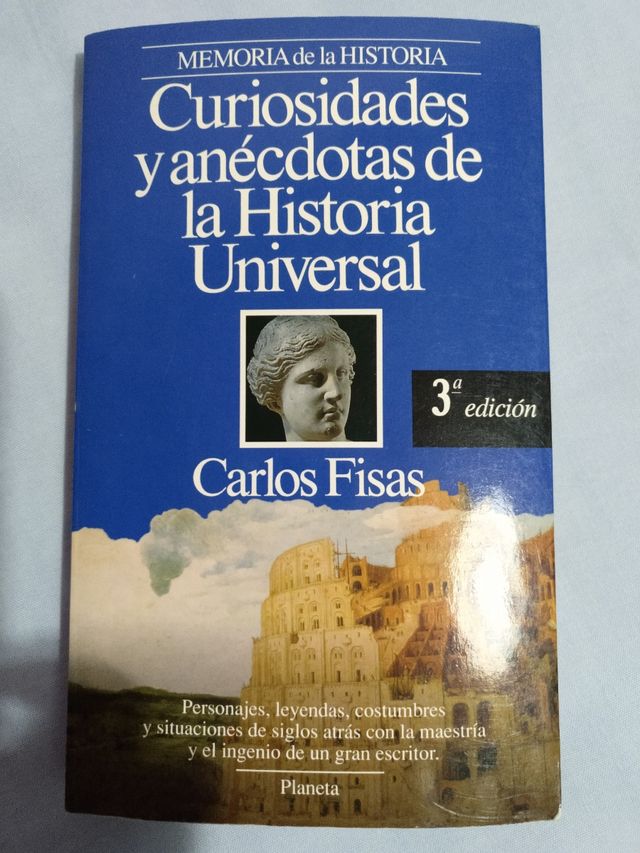 MEMORIA de la HISTORIA
Curiosidades
y anécdotas de
la Historia
Universal
3ª edición
Carlos Fisas
Personajes, leyendas, costumbres
y situaciones de siglos atrás con la maestría
y el ingenio de un gran escritor.
Planeta